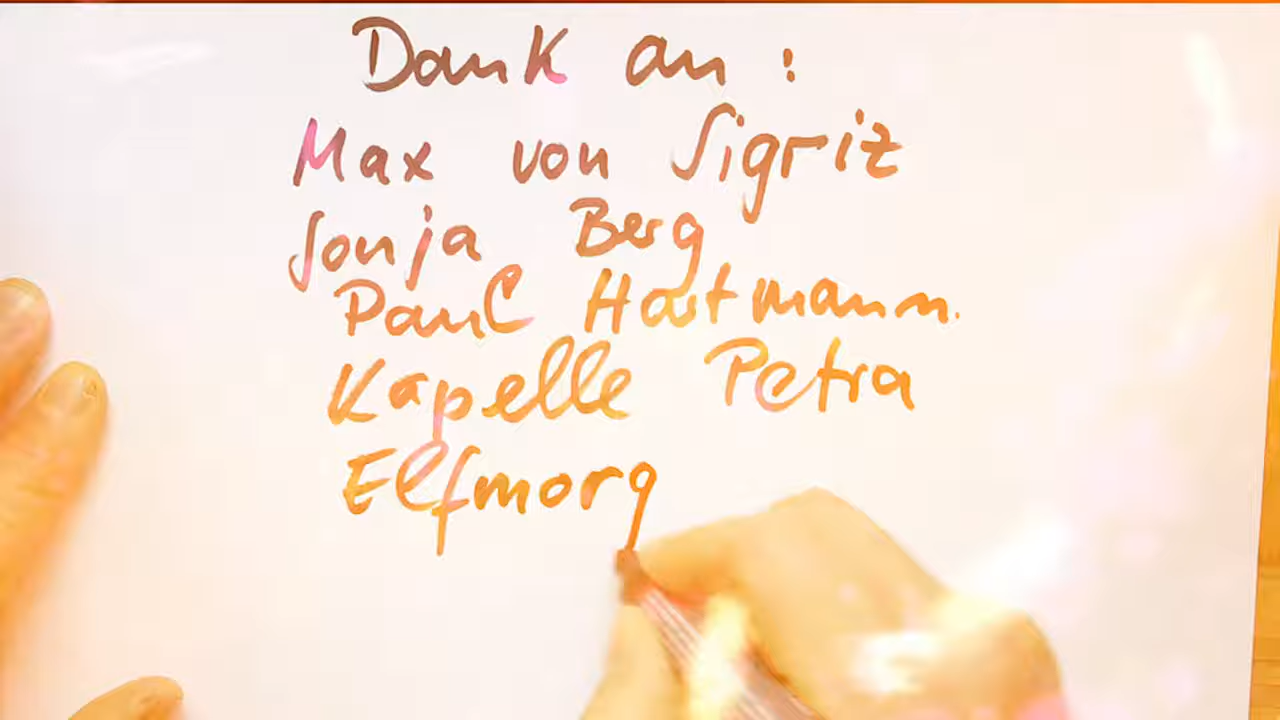 Dank an :
Max von Sigriz
Sonja Berg
Paul Hartmann.
Kapelle Petra
Elfmorg